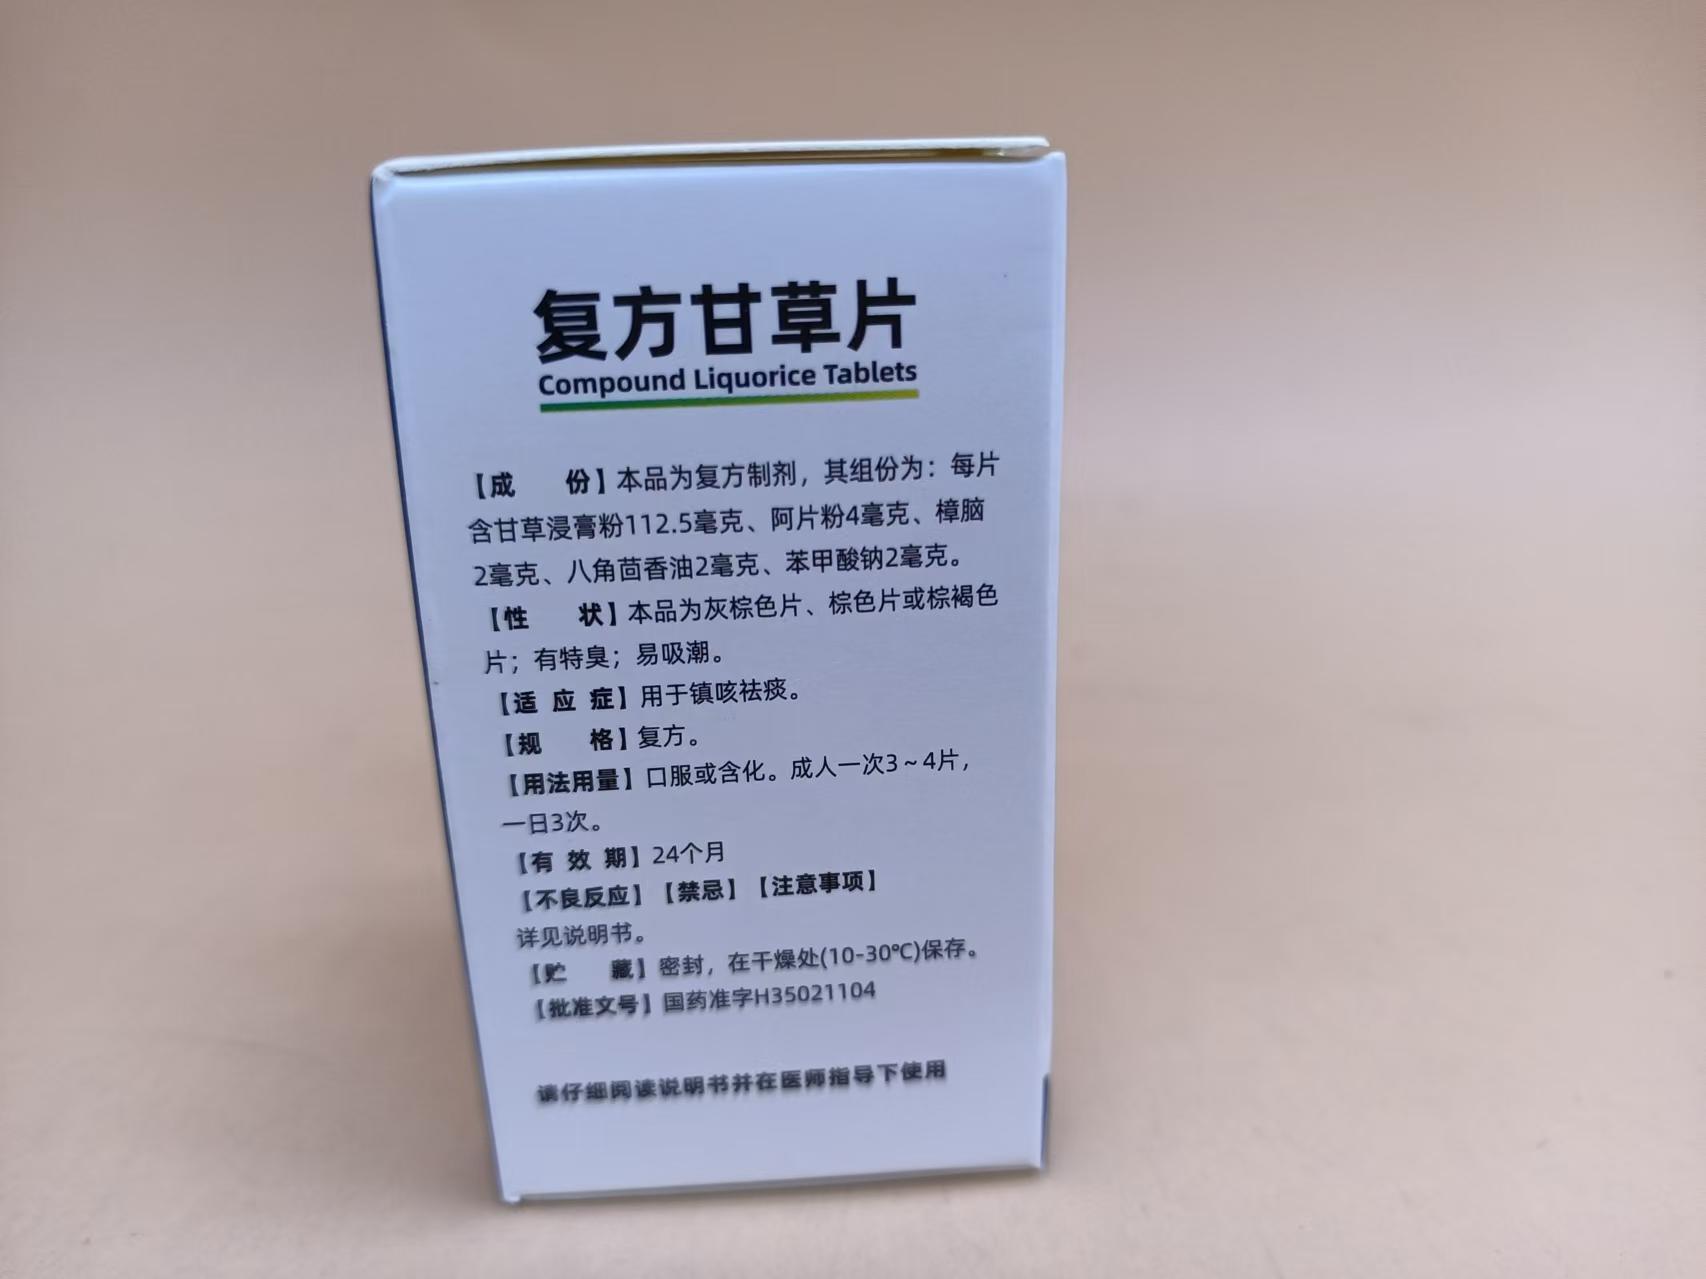 复方甘草片
Compound Liquorice Tablets
【成 份】本品为复方制剂，其组份为：每片
含甘草浸膏粉112.5毫克、阿片粉4毫克、樟脑
2毫克、八角茴香油2毫克、苯甲酸钠2毫克。
【性 状】本品为灰棕色片、棕色片或棕褐色
片；有特臭；易吸潮。
【适 应 症】用于镇咳祛痰。
【规 格】复方。
【用法用量】口服或含化。成人一次3～4片，
一日3次。
【有 效 期】24个月
【不良反应】【禁忌】【注意事项】
详见说明书。
【贮 藏】密封，在干燥处(10-30℃)保存。
【批准文号】国药准字H35021104
请仔细阅读说明书并在医师指导下使用